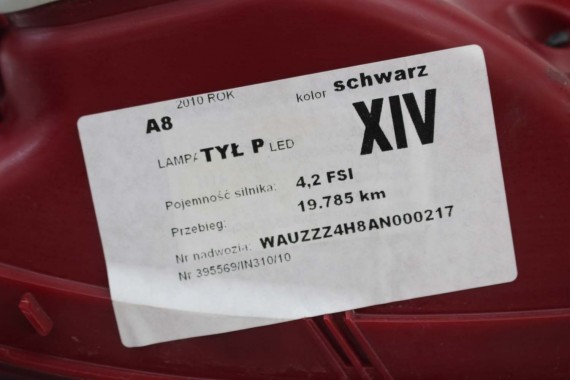 2010 ROK
A8
kolor schwarz
LAMPA TYŁ P LED
XIV
Pojemność silnika: 4,2 FSI
Przebieg: 19.785 km
Nr nadwozia: WAUZZZ4H8AN000217
Nr 395569/IN310/10